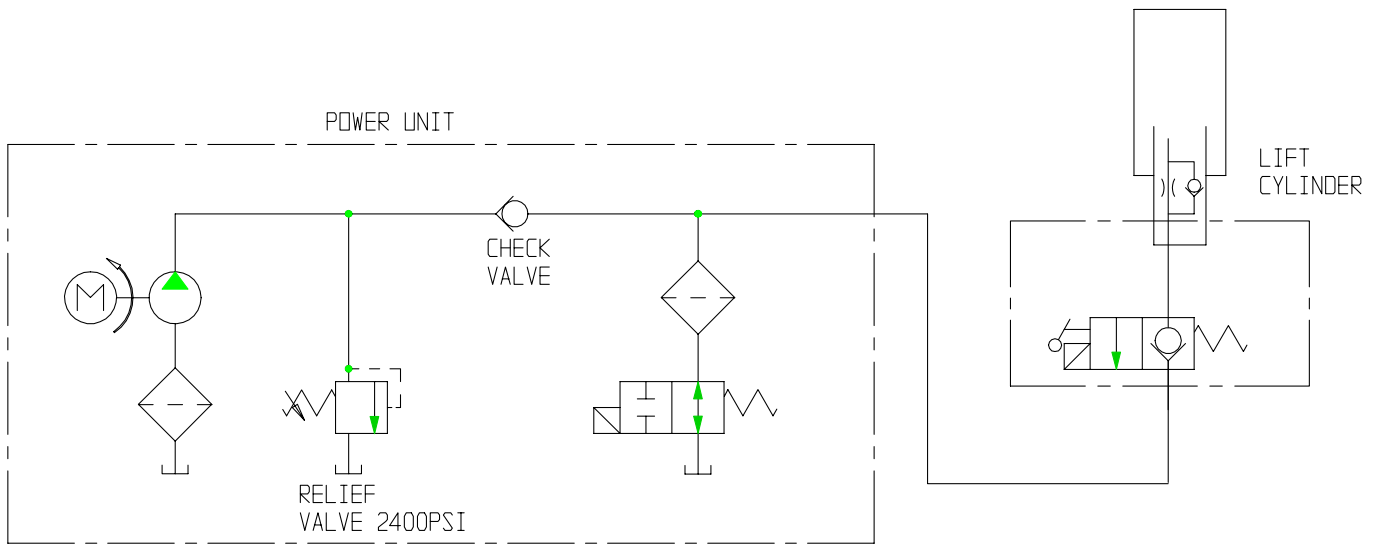 POWER UNIT
LIFT
CYLINDER
CHECK
VALVE
M
RELIEF
VALVE 2400PSI